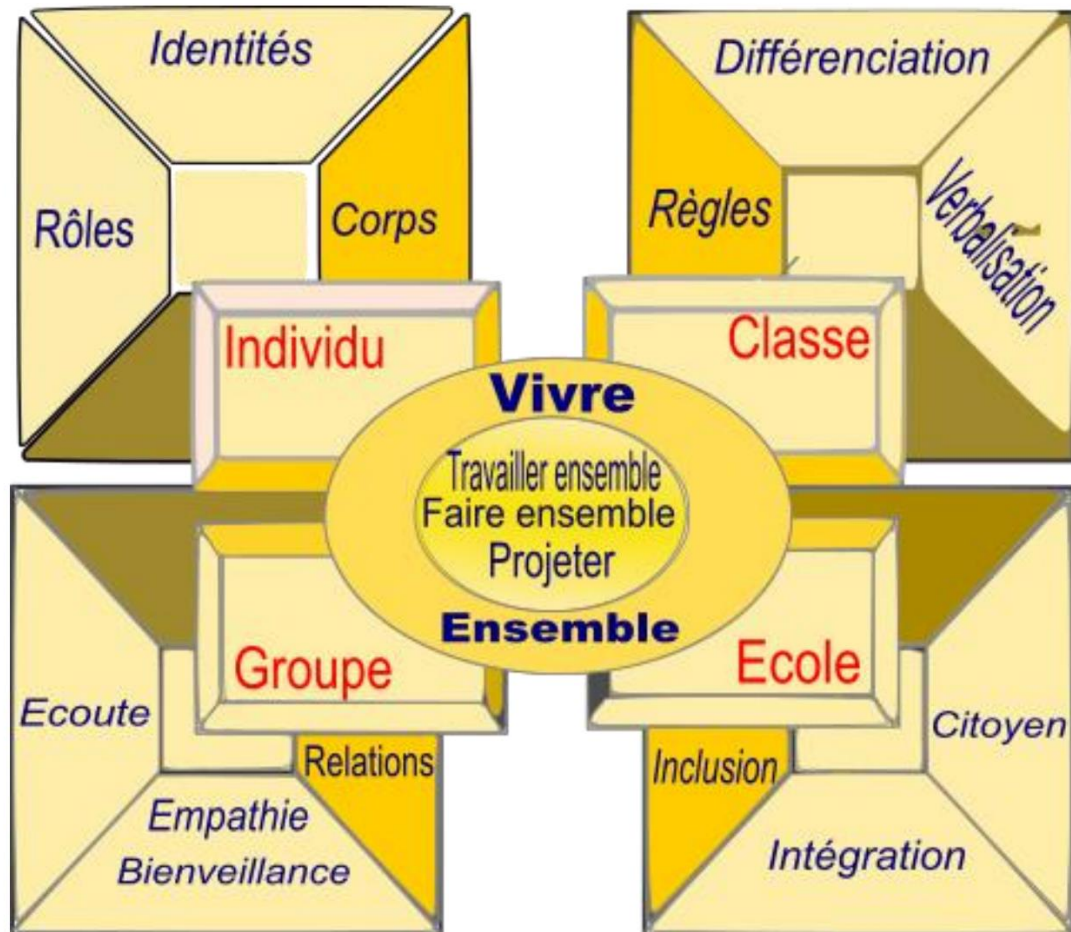 Identités
Rôles
Corps
Individu
Différenciation
Règles
Verbalisation
Classe
Vivre
Travailler ensemble
Faire ensemble
Projeter
Ensemble
Groupe
Ecoute
Relations
Empathie
Bienveillance
Ecole
Citoyen
Inclusion
Intégration